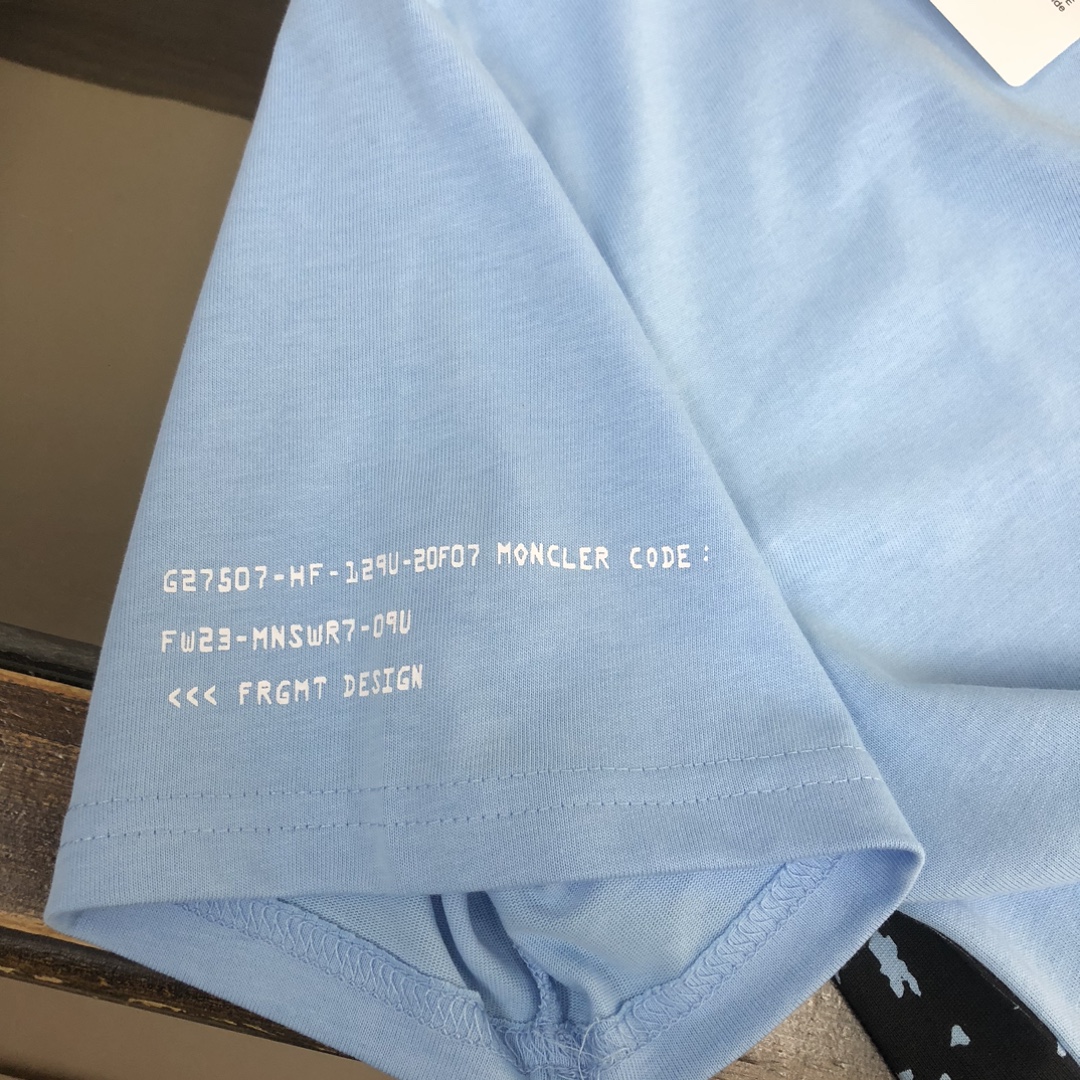 G27507-HF-129U-20F07 MONCLER CODE:
FW23-MNSWR7-09U
<<< FRGMT DESIGN